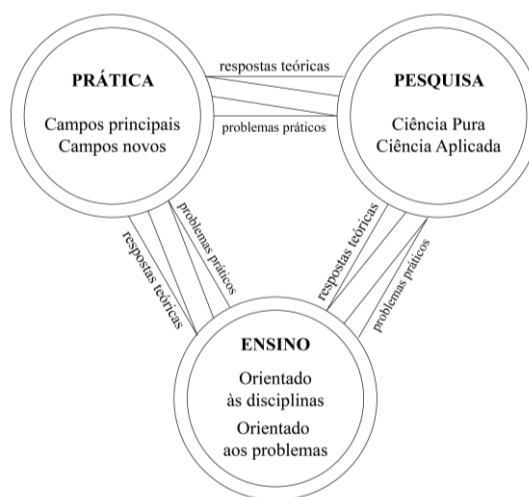 PRÁTICA
Campos principais
Campos novos
respostas teóricas
problemas práticos
PESQUISA
Ciência Pura
Ciência Aplicada
respostas teóricas
problemas práticos
respostas teóricas
problemas práticos
ENSINO
Orientado
às disciplinas
Orientado
aos problemas